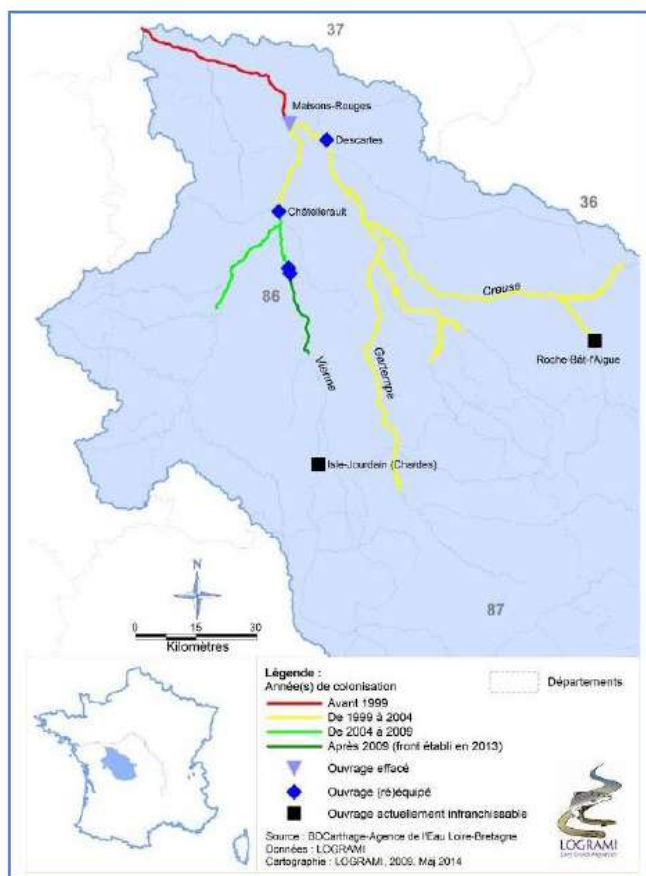 37
Maisons-Rouges
Descartes
36
Châtellerault
86
Creuse
Vienne
Gartempe
Roche-Bât-l'Aigue
Isle-Jourdain (Chardes)
N
87
0 15 30
Kilomètres
Légende :
Année(s) de colonisation
Départements
Avant 1999
De 1999 à 2004
De 2004 à 2009
Après 2009 (front établi en 2013)
Ouvrage effacé
Ouvrage (ré)équipé
Ouvrage actuellement infranchissable
Source : BDCarthage-Agence de l'Eau Loire-Bretagne
Données : LOGRAMI
Cartographie : LOGRAMI, 2009. Maj 2014
LOGRAMI